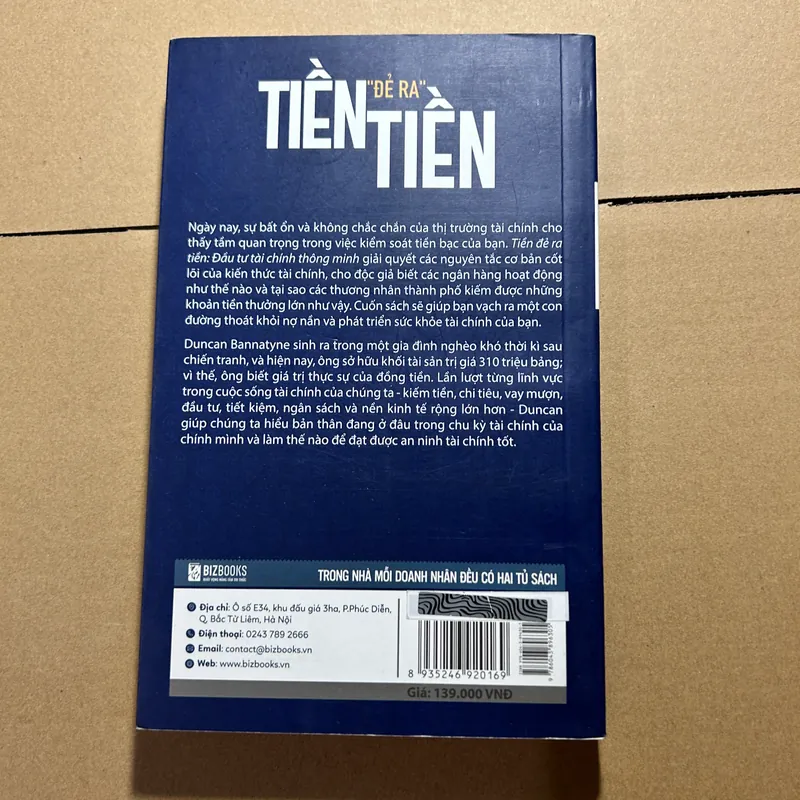 TIỀN "ĐẺ RA"
TIỀN
Ngày nay, sự bất ổn và không chắc chắn của thị trường tài chính cho
thấy tầm quan trọng trong việc kiểm soát tiền bạc của bạn. Tiền đẻ ra
tiền: Đầu tư tài chính thông minh giải quyết các nguyên tắc cơ bản cốt
lõi của kiến thức tài chính, cho độc giả biết các ngân hàng hoạt động
như thế nào và tại sao các thương nhân thành phố kiếm được những
khoản tiền thưởng lớn như vậy. Cuốn sách sẽ giúp bạn vạch ra một con
đường thoát khỏi nợ nần và phát triển sức khỏe tài chính của bạn.
Duncan Bannatyne sinh ra trong một gia đình nghèo khó thời kì sau
chiến tranh, và hiện nay, ông sở hữu khối tài sản trị giá 310 triệu bảng;
vì thế, ông biết giá trị thực sự của đồng tiền. Lần lượt từng lĩnh vực
trong cuộc sống tài chính của chúng ta - kiếm tiền, chi tiêu, vay mượn,
đầu tư, tiết kiệm, ngân sách và nền kinh tế rộng lớn hơn - Duncan
giúp chúng ta hiểu bản thân đang ở đâu trong chu kỳ tài chính của
chính mình và làm thế nào để đạt được an ninh tài chính tốt.
BIZBOOKS
TRONG NHÀ MỖI DOANH NHÂN ĐỀU CÓ HAI TỦ SÁCH
Địa chỉ: Ô số E34, khu đấu giá 3ha, P.Phúc Diễn,
Q, Bắc Từ Liêm, Hà Nội
Điện thoại: 0243 789 2666
Email: contact@bizbooks.vn
Web: www.bizbooks.vn
8 935246 920169
Giá: 139.000 VNĐ